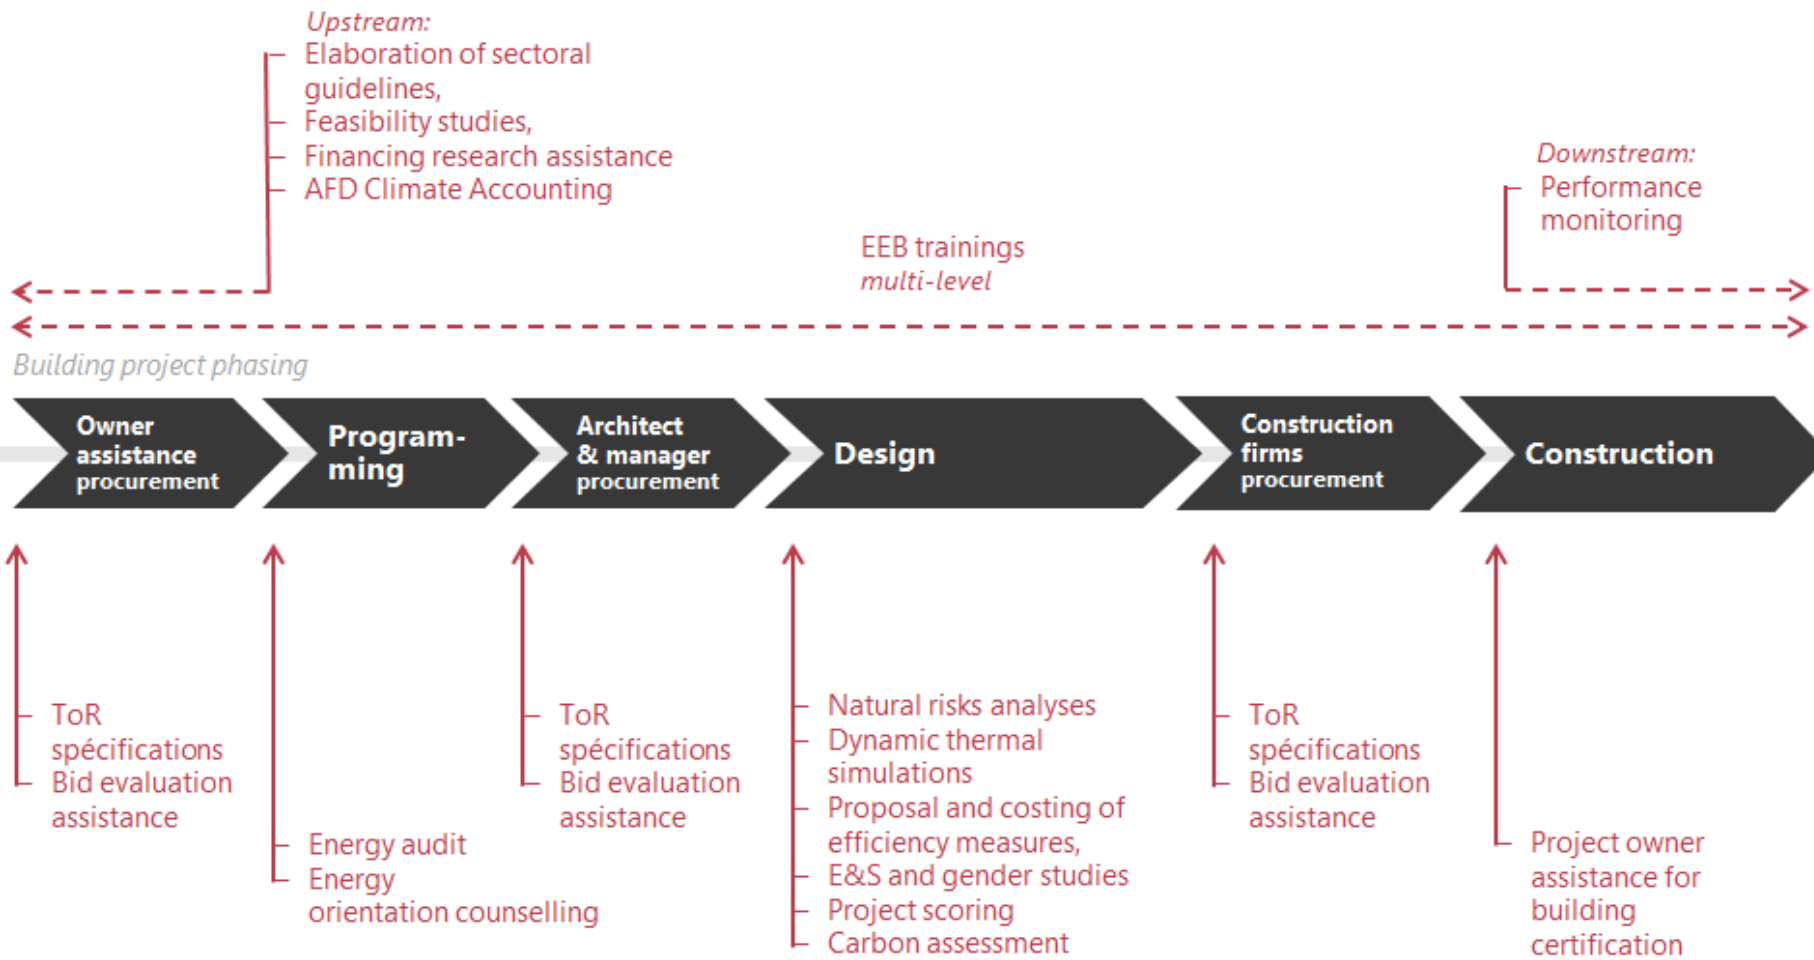 Upstream:
Elaboration of sectoral
guidelines,
Feasibility studies,
Financing research assistance
AFD Climate Accounting
Downstream:
Performance
monitoring
EEB trainings
multi-level
Building project phasing
Owner
assistance
procurement
Program-
ming
Architect
& manager
procurement
Design
Construction
firms
procurement
Construction
ToR
spécifications
Bid evaluation
assistance
Energy audit
Energy
orientation counselling
ToR
spécifications
Bid evaluation
assistance
Natural risks analyses
Dynamic thermal
simulations
Proposal and costing of
efficiency measures,
E&S and gender studies
Project scoring
Carbon assessment
ToR
spécifications
Bid evaluation
assistance
Project owner
assistance for
building
certification